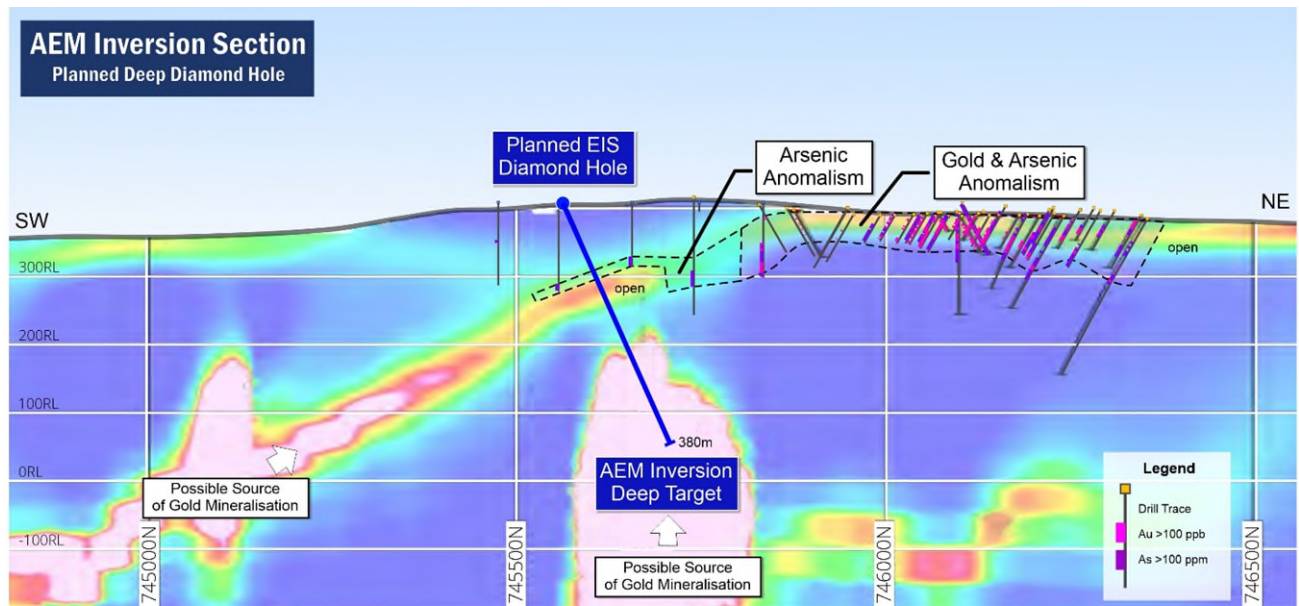 AEM Inversion Section
Planned Deep Diamond Hole
Planned EIS
Diamond Hole
Arsenic
Anomalism
Gold & Arsenic
Anomalism
SW
NE
300RL
200RL
100RL
0RL
-100RL
open
open
380m
AEM Inversion
Deep Target
Possible Source
of Gold Mineralisation
Possible Source
of Gold Mineralisation
745000N
745500N
746000N
746500N
Legend
Drill Trace
Au >100 ppb
As >100 ppm